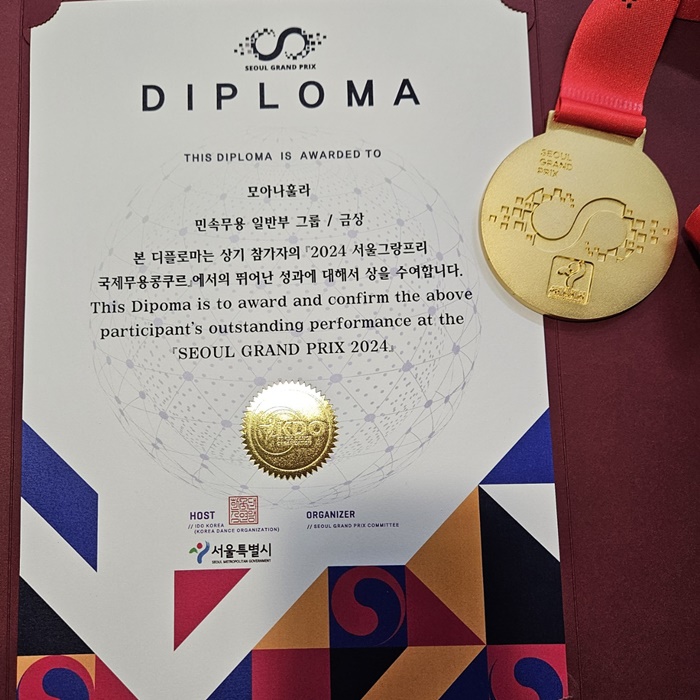 SEOUL GRAND PRIX
DIPLOMA
THIS DIPLOMA IS AWARDED TO
모아나훌라
민속무용 일반부 그룹 / 금상
본 디플로마는 상기 참가자의 『2024 서울그랑프리
국제무용콩쿠르』에서의 뛰어난 성과에 대해서 상을 수여합니다.
This Dipoma is to award and confirm the above
participant's outstanding performance at the
『SEOUL GRAND PRIX 2024』
KDO
HOST
// IDO KOREA
(KOREA DANCE ORGANIZATION)
서울특별시
SEOUL METROPOLITAN GOVERNMENT
ORGANIZER
// SEOUL GRAND PRIX COMMITTEE
SEOUL
GRAND
PRIX